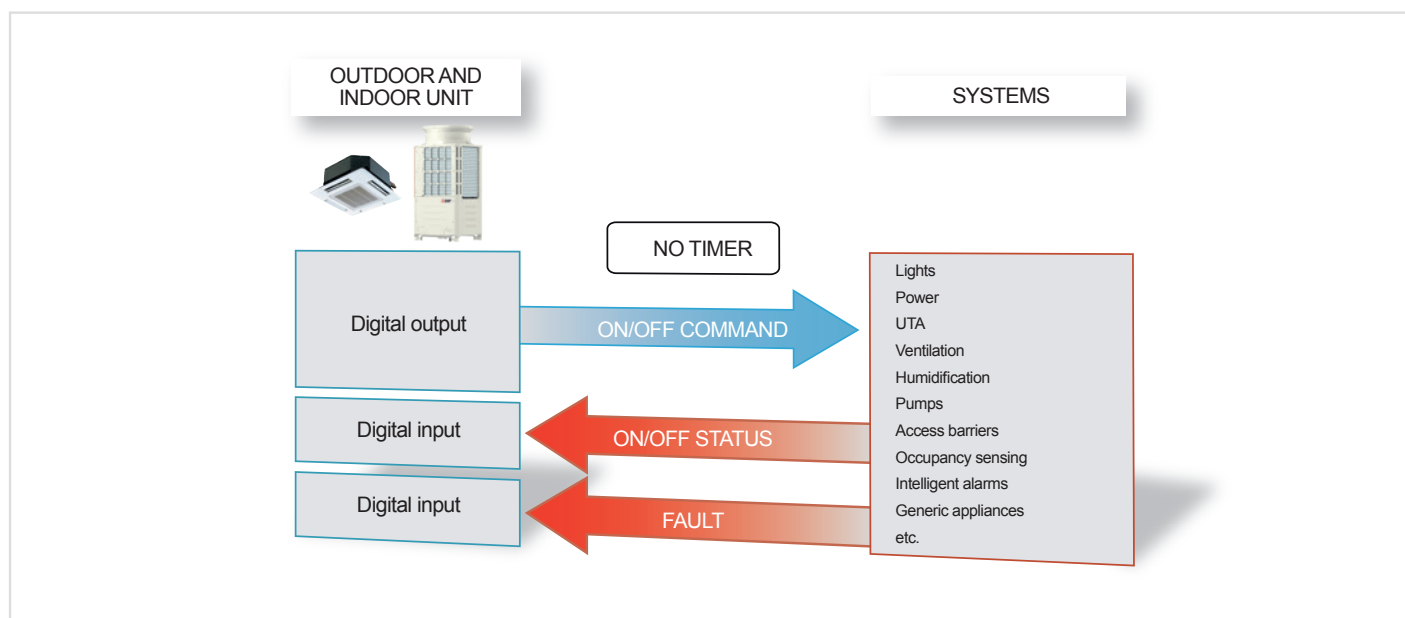 OUTDOOR AND
INDOOR UNIT
SYSTEMS
NO TIMER
Digital output
ON/OFF COMMAND
Digital input
ON/OFF STATUS
Digital input
FAULT
Lights
Power
UTA
Ventilation
Humidification
Pumps
Access barriers
Occupancy sensing
Intelligent alarms
Generic appliances
etc.